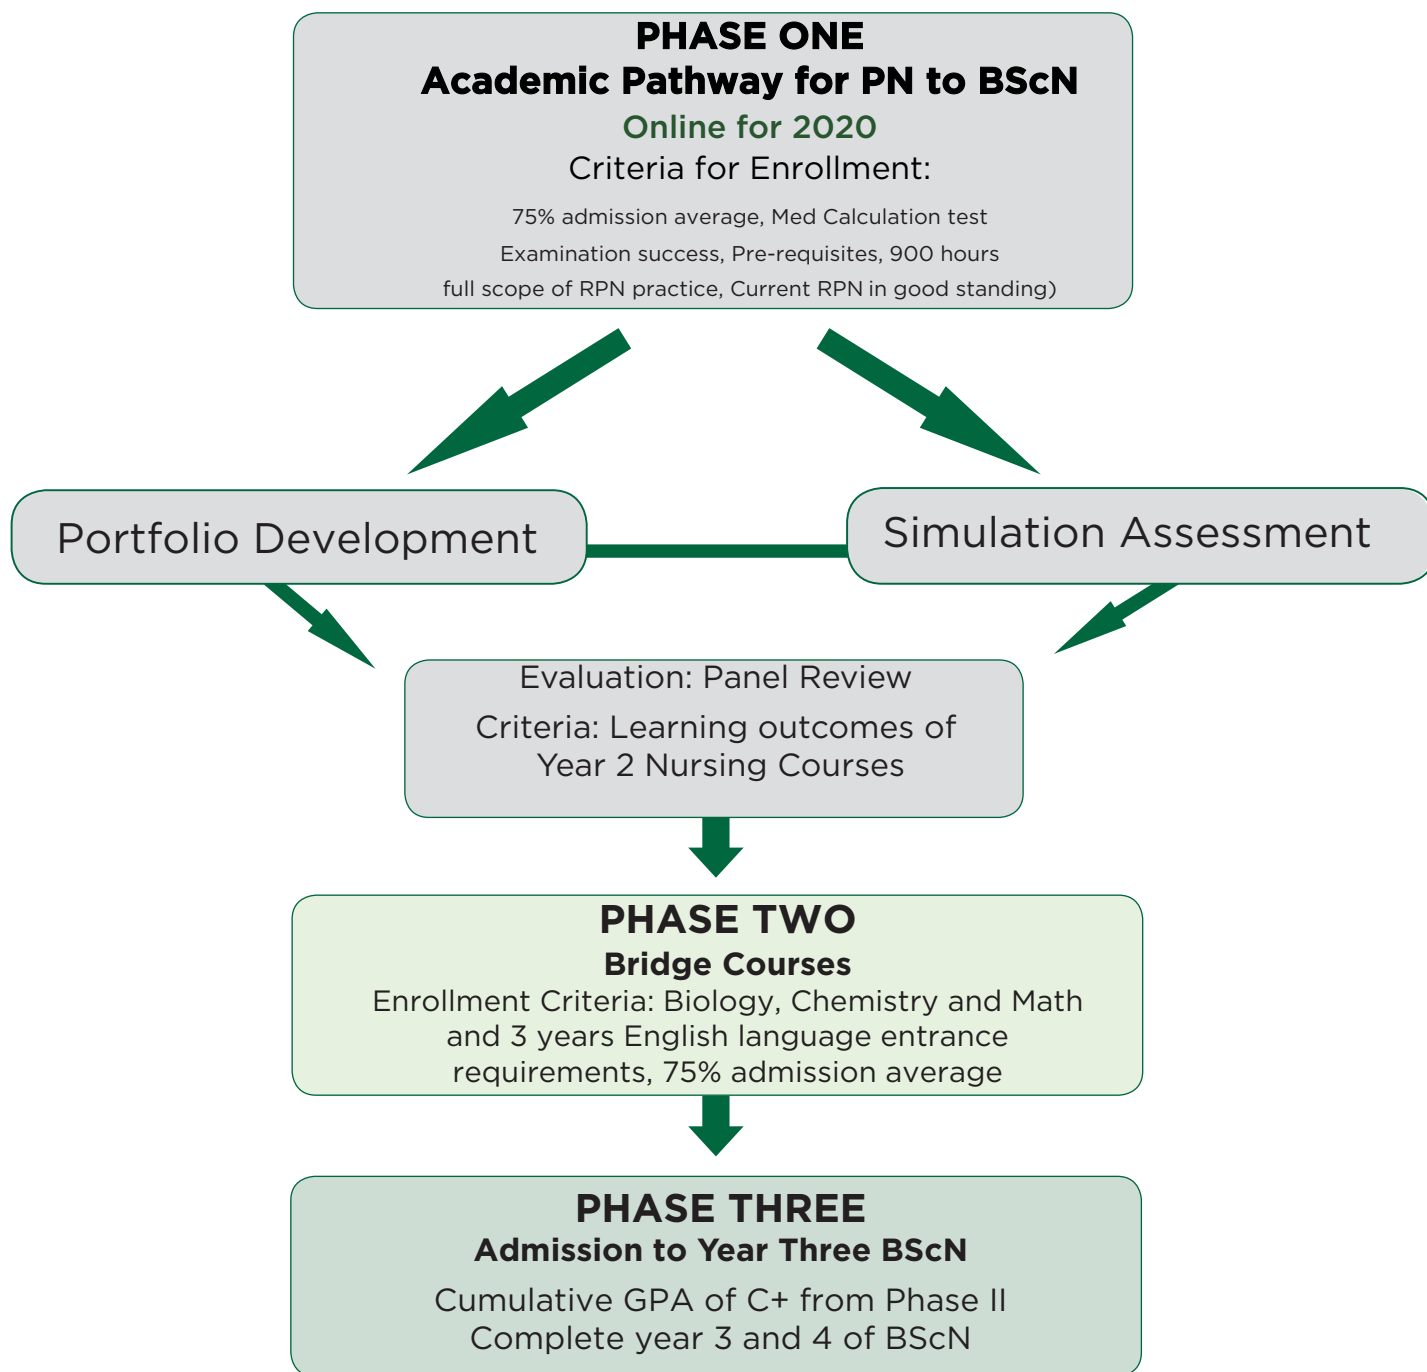 PHASE ONE
Academic Pathway for PN to BScN
Online for 2020
Criteria for Enrollment:
75% admission average, Med Calculation test
Examination success, Pre-requisites, 900 hours
full scope of RPN practice, Current RPN in good standing)
Portfolio Development
Simulation Assessment
Evaluation: Panel Review
Criteria: Learning outcomes of
Year 2 Nursing Courses
PHASE TWO
Bridge Courses
Enrollment Criteria: Biology, Chemistry and Math
and 3 years English language entrance
requirements, 75% admission average
PHASE THREE
Admission to Year Three BScN
Cumulative GPA of C+ from Phase II
Complete year 3 and 4 of BScN